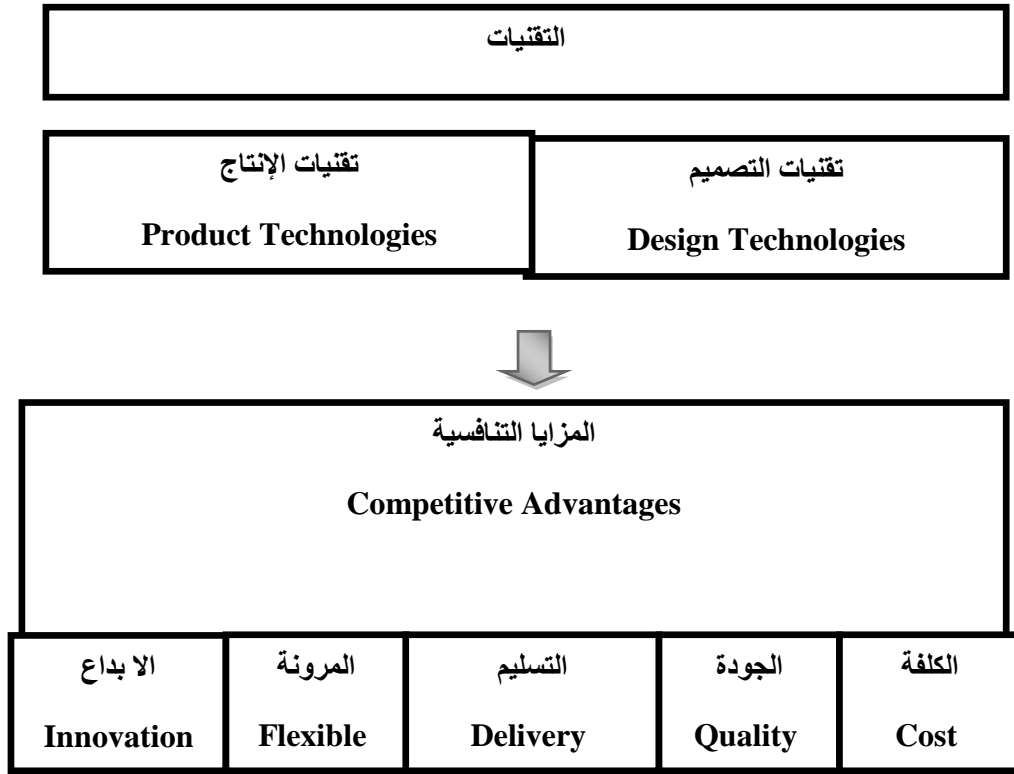 التقنيات
تقنيات التصميم
Design Technologies
تقنيات الإنتاج
Product Technologies
المزايا التنافسية
Competitive Advantages
الكلفة
Cost
الجودة
Quality
التسليم
Delivery
المرونة
Flexible
الا بداع
Innovation